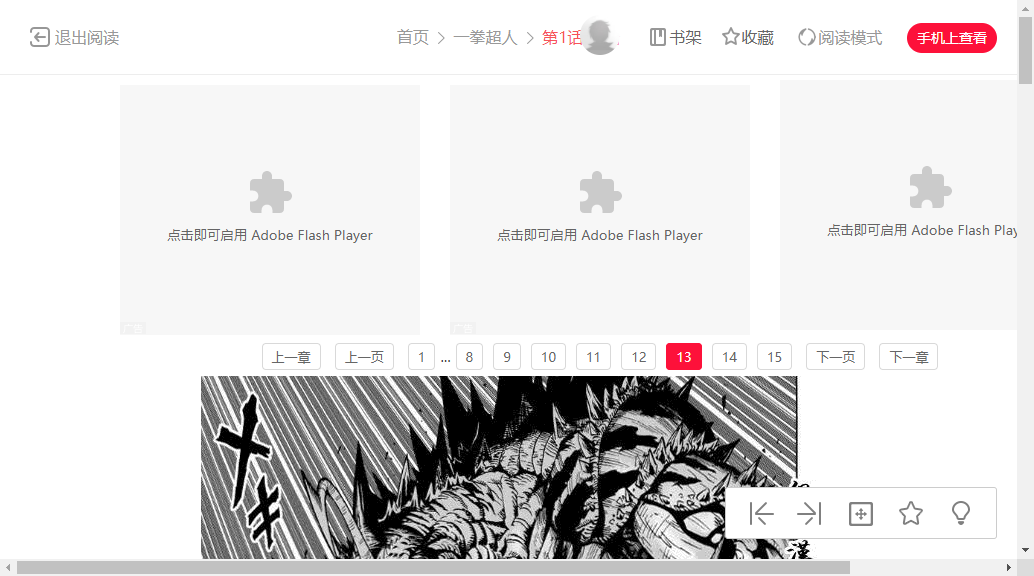 退出阅读
首页 > 一拳超人 > 第1话
书架
收藏
阅读模式
手机上查看
点击即可启用 Adobe Flash Player
点击即可启用 Adobe Flash Player
点击即可启用 Adobe Flash Play
上一章 上一页 1 ... 8 9 10 11 12 13 14 15 下一页 下一章
メキ
漢